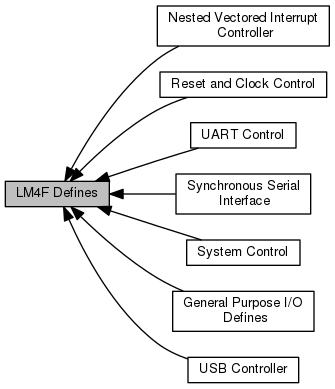 Nested Vectored Interrupt
Controller
Reset and Clock Control
UART Control
LM4F Defines
Synchronous Serial
Interface
System Control
General Purpose I/O
Defines
USB Controller